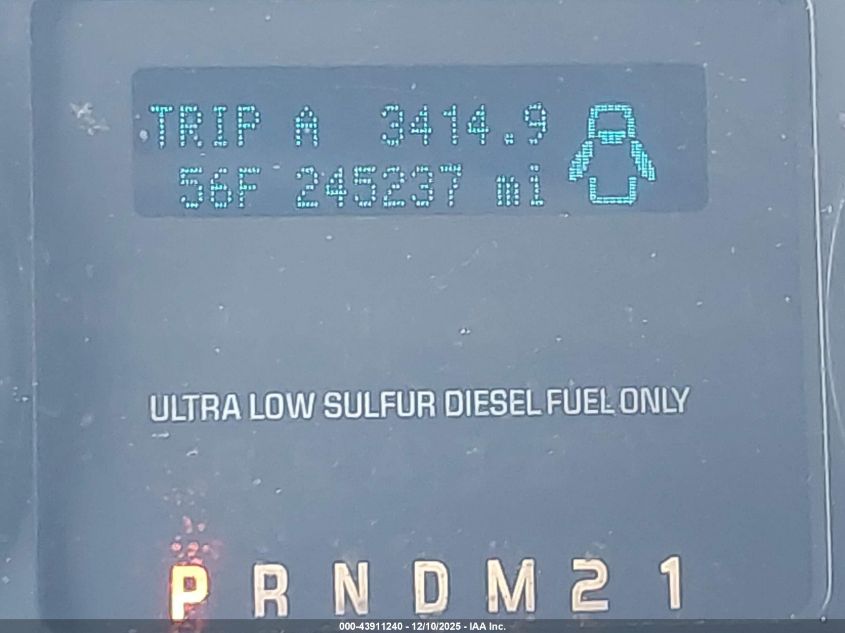 TRIP A 3414.9
56F 245237 mi
ULTRA LOW SULFUR DIESEL FUEL ONLY
P R N D M 2 1
000-43911240 - 12/10/2025 - IAA Inc.